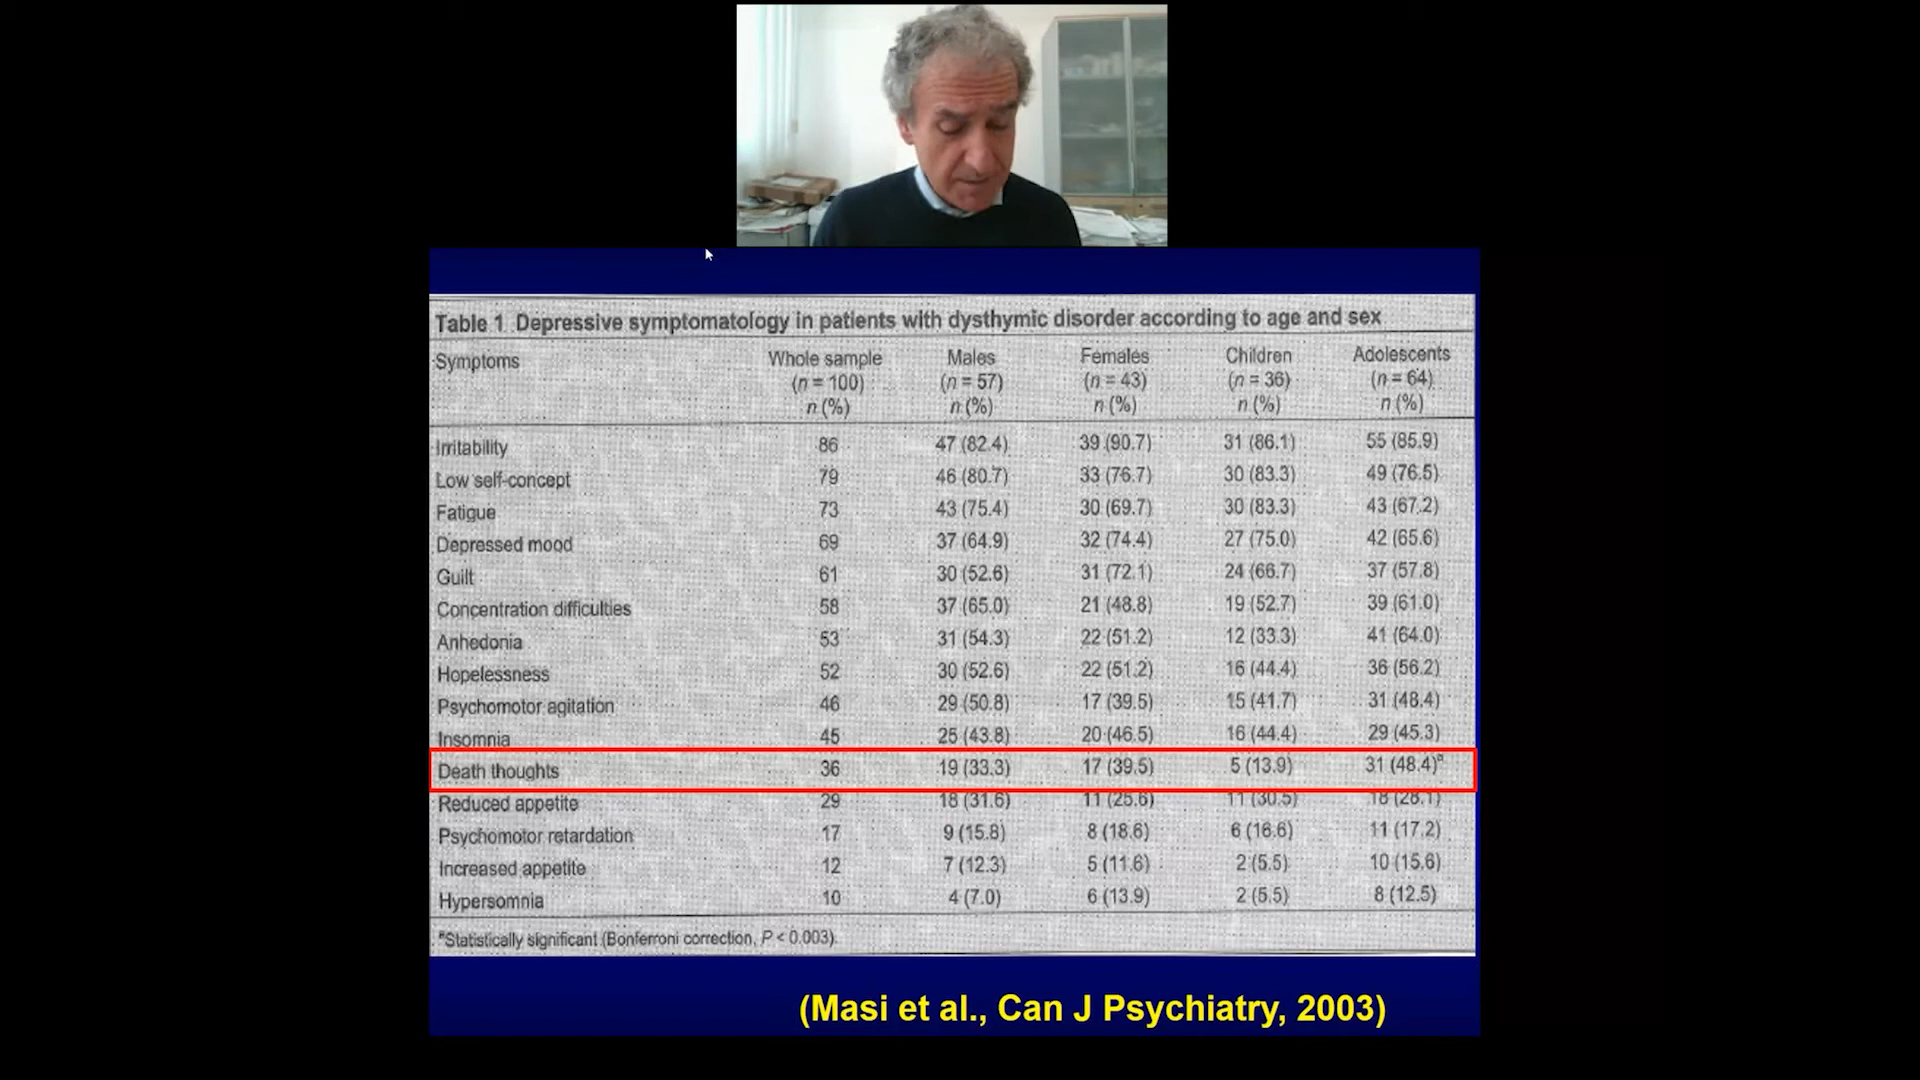 Table 1 Depressive symptomatology in patients with dysthymic disorder according to age and sex
Symptoms Whole sample Males Females Children Adolescents
(n = 100) (n = 57) (n = 43) (n = 36) (n = 64)
n (%) n (%) n (%) n (%) n (%)
Irritability 86 47 (82.4) 39 (90.7) 31 (86.1) 55 (85.9)
Low self-concept 79 46 (80.7) 33 (76.7) 30 (83.3) 49 (76.5)
Fatigue 73 43 (75.4) 30 (69.7) 30 (83.3) 43 (67.2)
Depressed mood 69 37 (64.9) 32 (74.4) 27 (75.0) 42 (65.6)
Guilt 61 30 (52.6) 31 (72.1) 24 (66.7) 37 (57.8)
Concentration difficulties 58 37 (65.0) 21 (48.8) 19 (52.7) 39 (61.0)
Anhedonia 53 31 (54.3) 22 (51.2) 12 (33.3) 41 (64.0)
Hopelessness 52 30 (52.6) 22 (51.2) 16 (44.4) 36 (56.2)
Psychomotor agitation 46 29 (50.8) 17 (39.5) 15 (41.7) 31 (48.4)
Insomnia 45 25 (43.8) 20 (46.5) 16 (44.4) 29 (45.3)
Death thoughts 36 19 (33.3) 17 (39.5) 5 (13.9) 31 (48.4)ª
Reduced appetite 29 18 (31.6) 11 (25.6) 11 (30.5) 18 (28.1)
Psychomotor retardation 17 9 (15.8) 8 (18.6) 6 (16.6) 11 (17.2)
Increased appetite 12 7 (12.3) 5 (11.6) 2 (5.5) 10 (15.6)
Hypersomnia 10 4 (7.0) 6 (13.9) 2 (5.5) 8 (12.5)
ªStatistically significant (Bonferroni correction, P < 0.003).
(Masi et al., Can J Psychiatry, 2003)